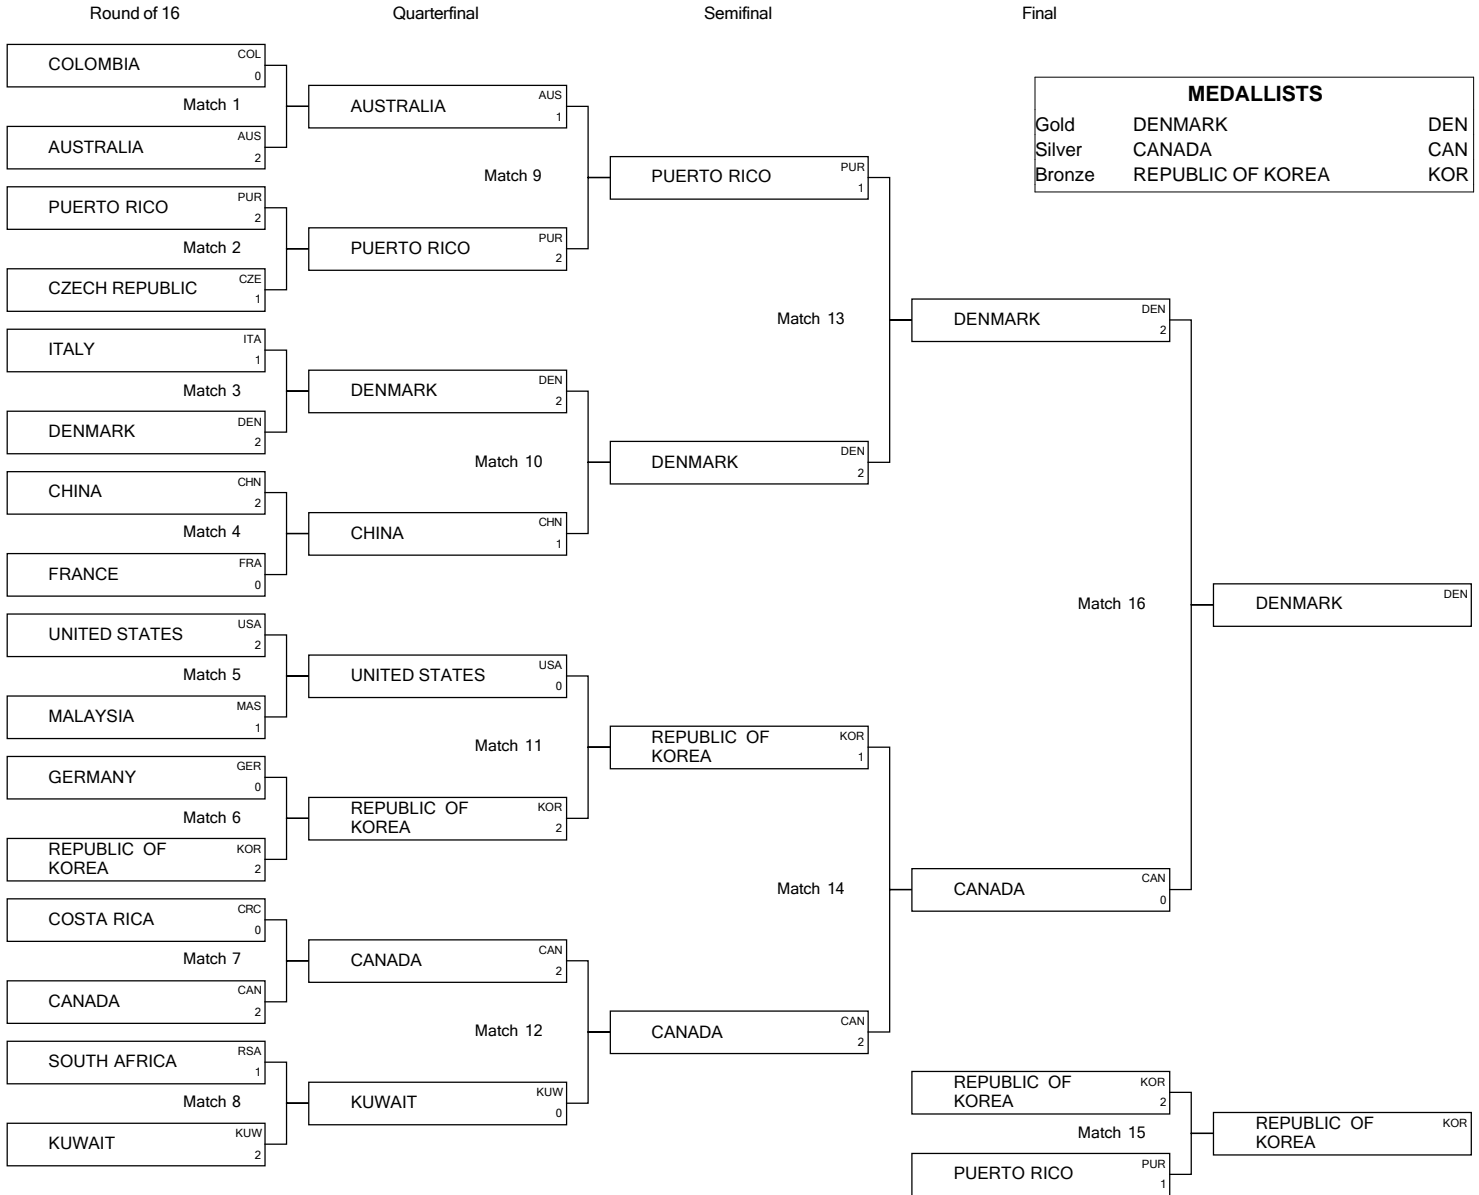 Round of 16 Quarterfinal Semifinal Final
COLOMBIA COL
0
Match 1
AUSTRALIA AUS
2
PUERTO RICO PUR
2
Match 2
CZECH REPUBLIC CZE
1
ITALY ITA
1
Match 3
DENMARK DEN
2
CHINA CHN
2
Match 4
FRANCE FRA
0
UNITED STATES USA
2
Match 5
MALAYSIA MAS
1
GERMANY GER
0
Match 6
REPUBLIC OF KOR
KOREA 2
COSTA RICA CRC
0
Match 7
CANADA CAN
2
SOUTH AFRICA RSA
1
Match 8
KUWAIT KUW
2
AUSTRALIA AUS
1
Match 9
PUERTO RICO PUR
2
DENMARK DEN
2
Match 10
CHINA CHN
1
UNITED STATES USA
0
Match 11
REPUBLIC OF KOR
KOREA 2
CANADA CAN
2
Match 12
KUWAIT KUW
0
PUERTO RICO PUR
1
Match 13
DENMARK DEN
2
REPUBLIC OF KOR
KOREA 1
Match 14
CANADA CAN
2
DENMARK DEN
2
Match 16
CANADA CAN
0
DENMARK DEN
REPUBLIC OF KOR
KOREA 2
Match 15
PUERTO RICO PUR
1
REPUBLIC OF KOR
KOREA
MEDALLISTS
Gold DENMARK DEN
Silver CANADA CAN
Bronze REPUBLIC OF KOREA KOR